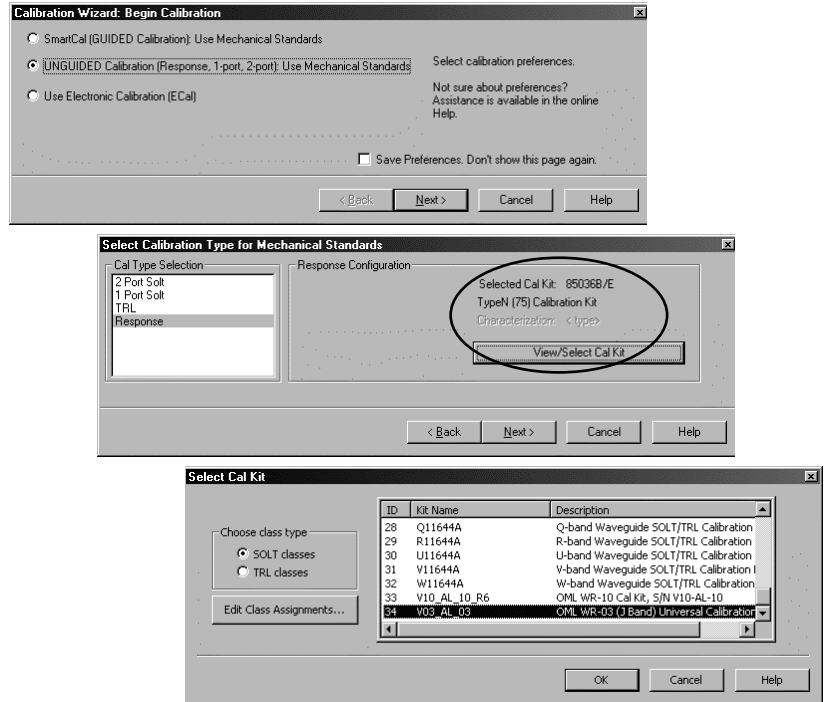 Calibration Wizard: Begin Calibration
SmartCal (GUIDED Calibration): Use Mechanical Standards
UNGUIDED Calibration (Response, 1-port, 2-port): Use Mechanical Standards
Use Electronic Calibration (ECal)
Select calibration preferences.
Not sure about preferences?
Assistance is available in the online
Help.
Save Preferences. Don't show this page again.
< Back Next > Cancel Help
Select Calibration Type for Mechanical Standards
Cal Type Selection
2 Port Solt
1 Port Solt
TRL
Response
Response Configuration
Selected Cal Kit: 85036B/E
TypeN (75) Calibration Kit
Characterization: <type>
View/Select Cal Kit
< Back Next > Cancel Help
Select Cal Kit
Choose class type
SOLT classes
TRL classes
Edit Class Assignments...
ID Kit Name Description
28 Q11644A Q-band Waveguide SOLT/TRL Calibration
29 R11644A R-band Waveguide SOLT/TRL Calibration
30 U11644A U-band Waveguide SOLT/TRL Calibration
31 V11644A V-band Waveguide SOLT/TRL Calibration
32 W11644A W-band Waveguide SOLT/TRL Calibration
33 V10_AL_10_R6 OML WR-10 Cal Kit, S/N V10-AL-10
34 V03_AL_03 OML WR-03 (J Band) Universal Calibration
OK Cancel Help